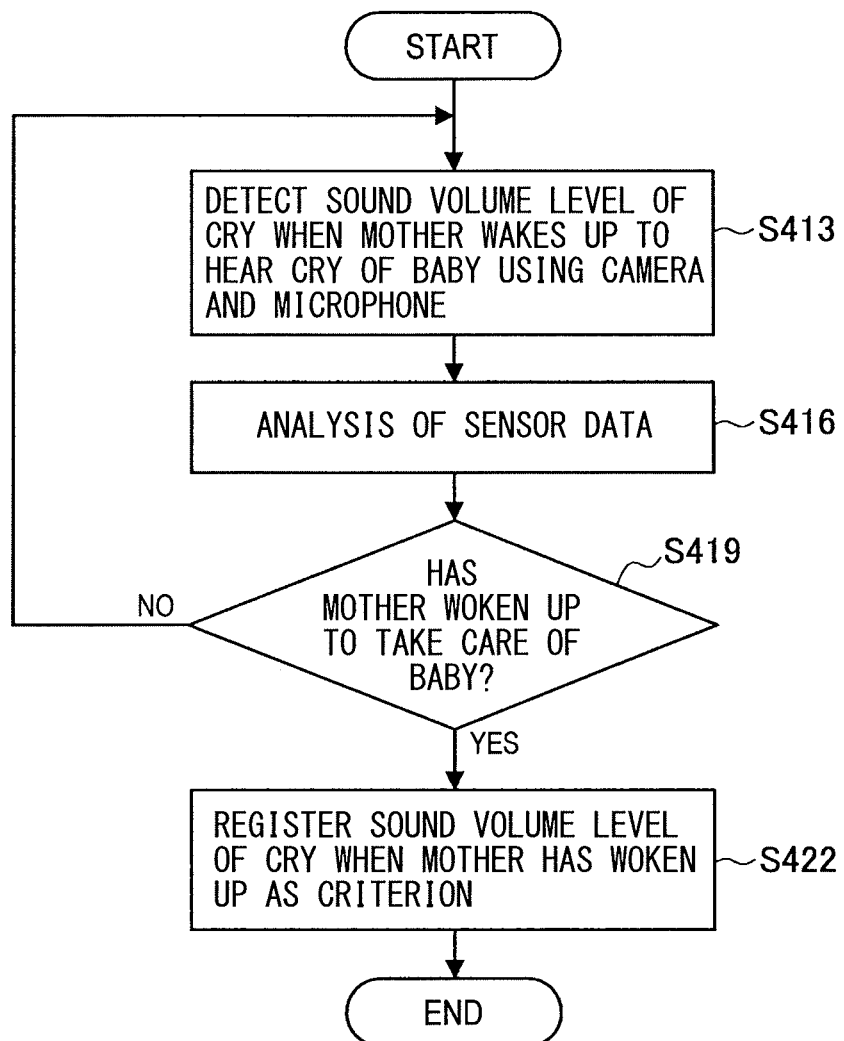 START
DETECT SOUND VOLUME LEVEL OF
CRY WHEN MOTHER WAKES UP TO
HEAR CRY OF BABY USING CAMERA
AND MICROPHONE
S413
ANALYSIS OF SENSOR DATA
S416
S419
HAS
MOTHER WOKEN UP
TO TAKE CARE OF
BABY?
NO
YES
REGISTER SOUND VOLUME LEVEL
OF CRY WHEN MOTHER HAS WOKEN
UP AS CRITERION
S422
END